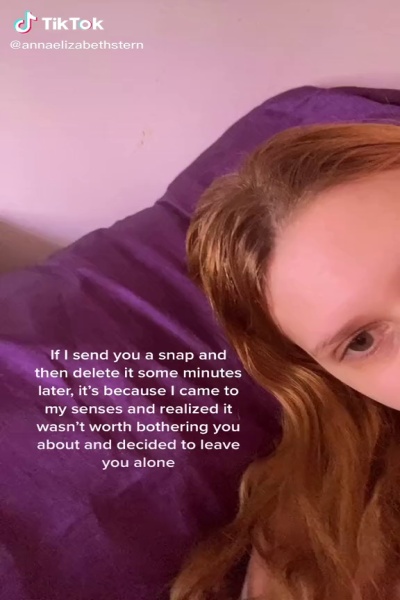 TikTok
@annaelizabethstern
If I send you a snap and
then delete it some minutes
later, it's because I came to
my senses and realized it
wasn't worth bothering you
about and decided to leave
you alone